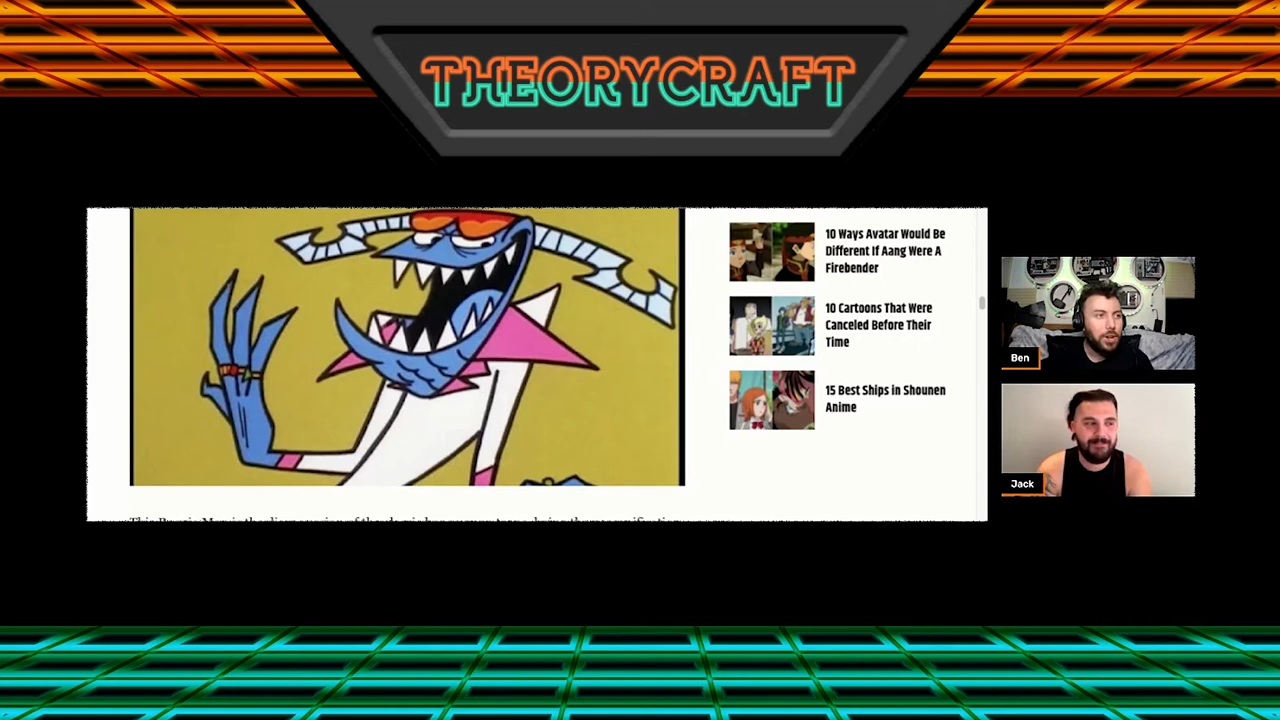 THEORYCRAFT
10 Ways Avatar Would Be
Different If Aang Were A
Firebender
10 Cartoons That Were
Canceled Before Their
Time
15 Best Ships in Shounen
Anime
Ben
Jack